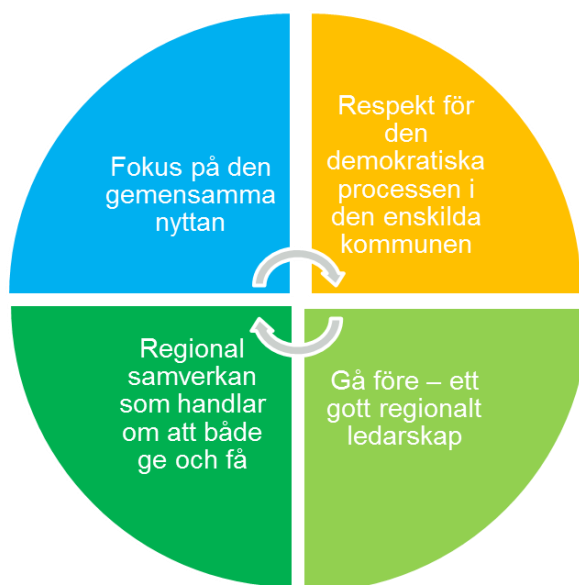 Fokus på den
gemensamma
nyttan
Respekt för
den
demokratiska
processen i
den enskilda
kommunen
Regional
samverkan
som handlar
om att både
ge och få
Gå före – ett
gott regionalt
ledarskap